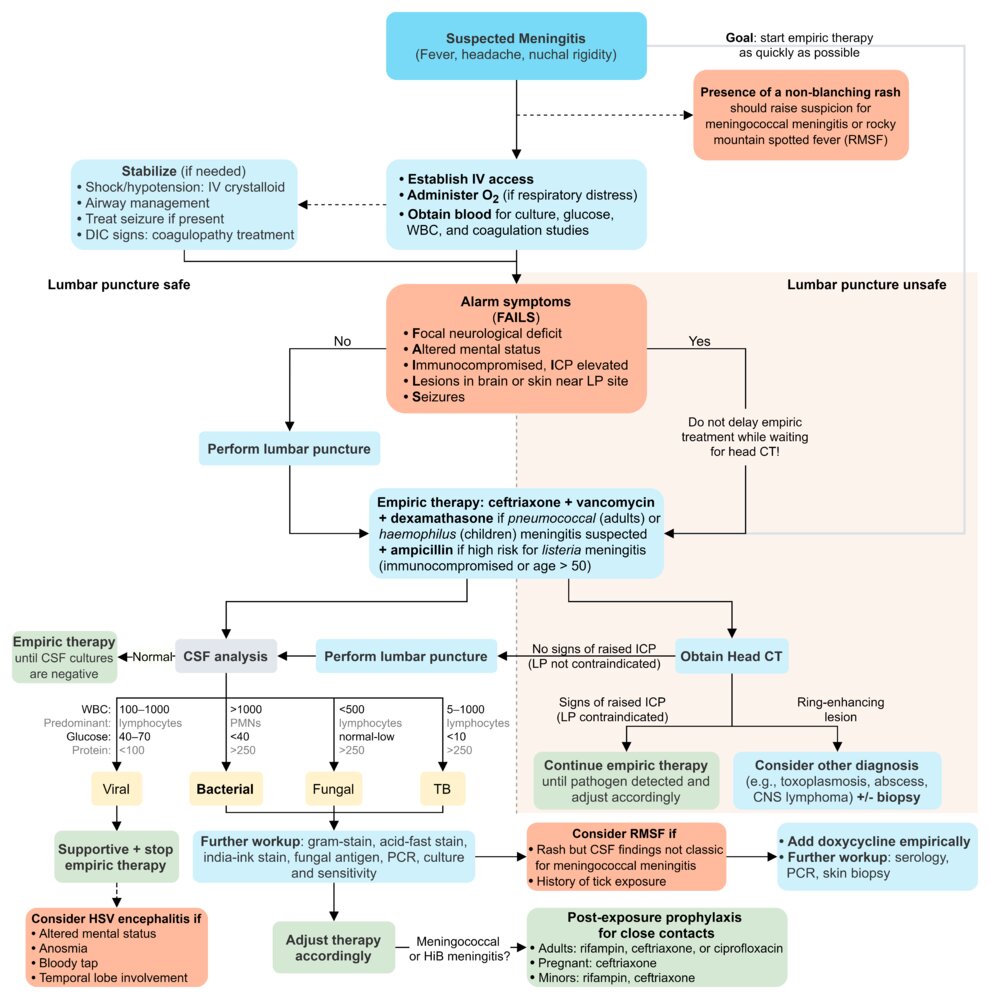 Suspected Meningitis
(Fever, headache, nuchal rigidity)
Goal: start empiric therapy
as quickly as possible
Presence of a non-blanching rash
should raise suspicion for
meningococcal meningitis or rocky
mountain spotted fever (RMSF)
Stabilize (if needed)
• Shock/hypotension: IV crystalloid
• Airway management
• Treat seizure if present
• DIC signs: coagulopathy treatment
• Establish IV access
• Administer O2 (if respiratory distress)
• Obtain blood for culture, glucose,
WBC, and coagulation studies
Lumbar puncture safe
Lumbar puncture unsafe
Alarm symptoms
(FAILS)
• Focal neurological deficit
• Altered mental status
• Immunocompromised, ICP elevated
• Lesions in brain or skin near LP site
• Seizures
No
Yes
Perform lumbar puncture
Do not delay empiric
treatment while waiting
for head CT!
Empiric therapy: ceftriaxone + vancomycin
+ dexamathasone if pneumococcal (adults) or
haemophilus (children) meningitis suspected
+ ampicillin if high risk for listeria meningitis
(immunocompromised or age > 50)
Empiric therapy
until CSF cultures
are negative
Normal
CSF analysis
Perform lumbar puncture
No signs of raised ICP
(LP not contraindicated)
Obtain Head CT
Signs of raised ICP
(LP contraindicated)
Ring-enhancing
lesion
WBC: 100–1000 >1000 <500 5–1000
Predominant: lymphocytes PMNs lymphocytes lymphocytes
Glucose: 40–70 <40 normal-low <10
Protein: <100 >250 >250 >250
Viral
Bacterial
Fungal
TB
Continue empiric therapy
until pathogen detected and
adjust accordingly
Consider other diagnosis
(e.g., toxoplasmosis, abscess,
CNS lymphoma) +/- biopsy
Supportive + stop
empiric therapy
Further workup: gram-stain, acid-fast stain,
india-ink stain, fungal antigen, PCR, culture
and sensitivity
Consider RMSF if
• Rash but CSF findings not classic
for meningococcal meningitis
• History of tick exposure
• Add doxycycline empirically
• Further workup: serology,
PCR, skin biopsy
Consider HSV encephalitis if
• Altered mental status
• Anosmia
• Bloody tap
• Temporal lobe involvement
Adjust therapy
accordingly
Meningococcal
or HiB meningitis?
Post-exposure prophylaxis
for close contacts
• Adults: rifampin, ceftriaxone, or ciprofloxacin
• Pregnant: ceftriaxone
• Minors: rifampin, ceftriaxone